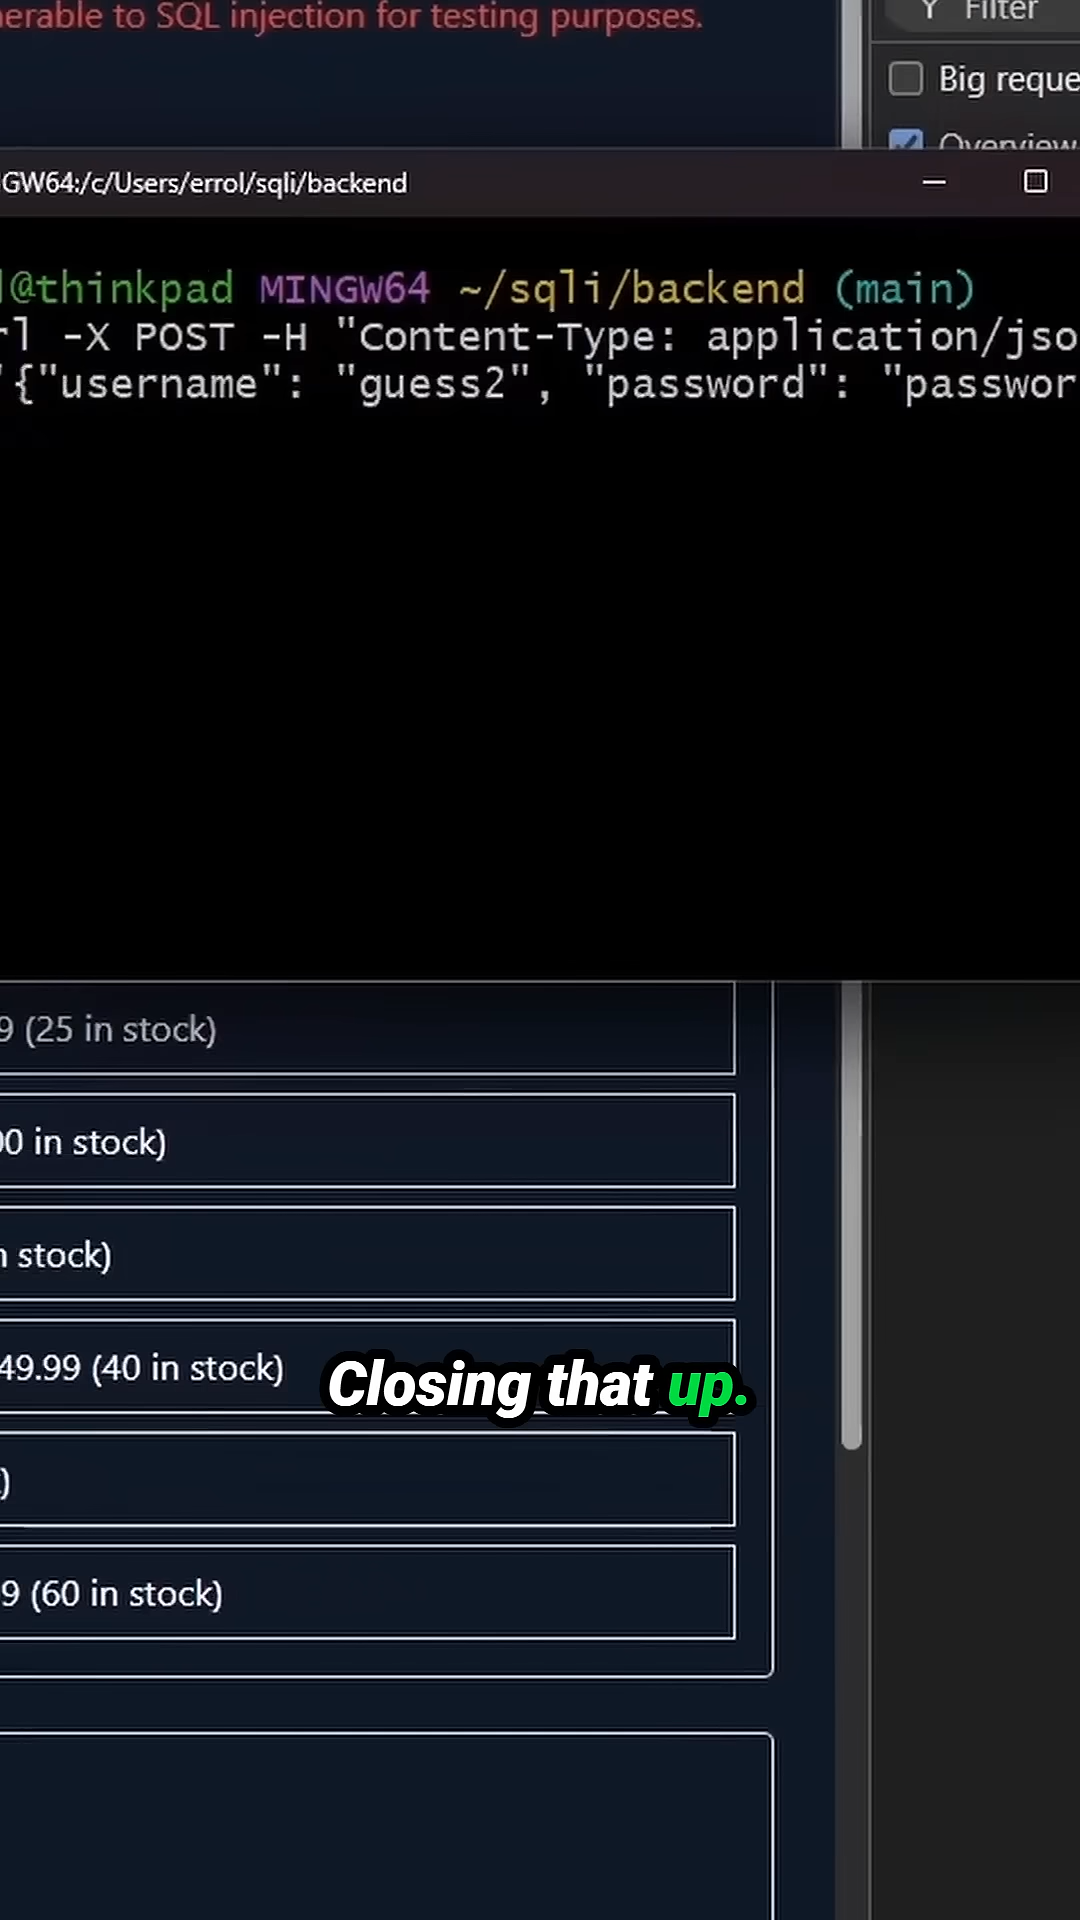 nerable to SQL injection for testing purposes.
Filter
Big reque
Overview
GW64:/c/Users/errol/sqli/backend
l@thinkpad MINGW64 ~/sqli/backend (main)
rl -X POST -H "Content-Type: application/jso
'{"username": "guess2", "password": "passwor
9 (25 in stock)
00 in stock)
n stock)
49.99 (40 in stock)
Closing that up.
)
9 (60 in stock)